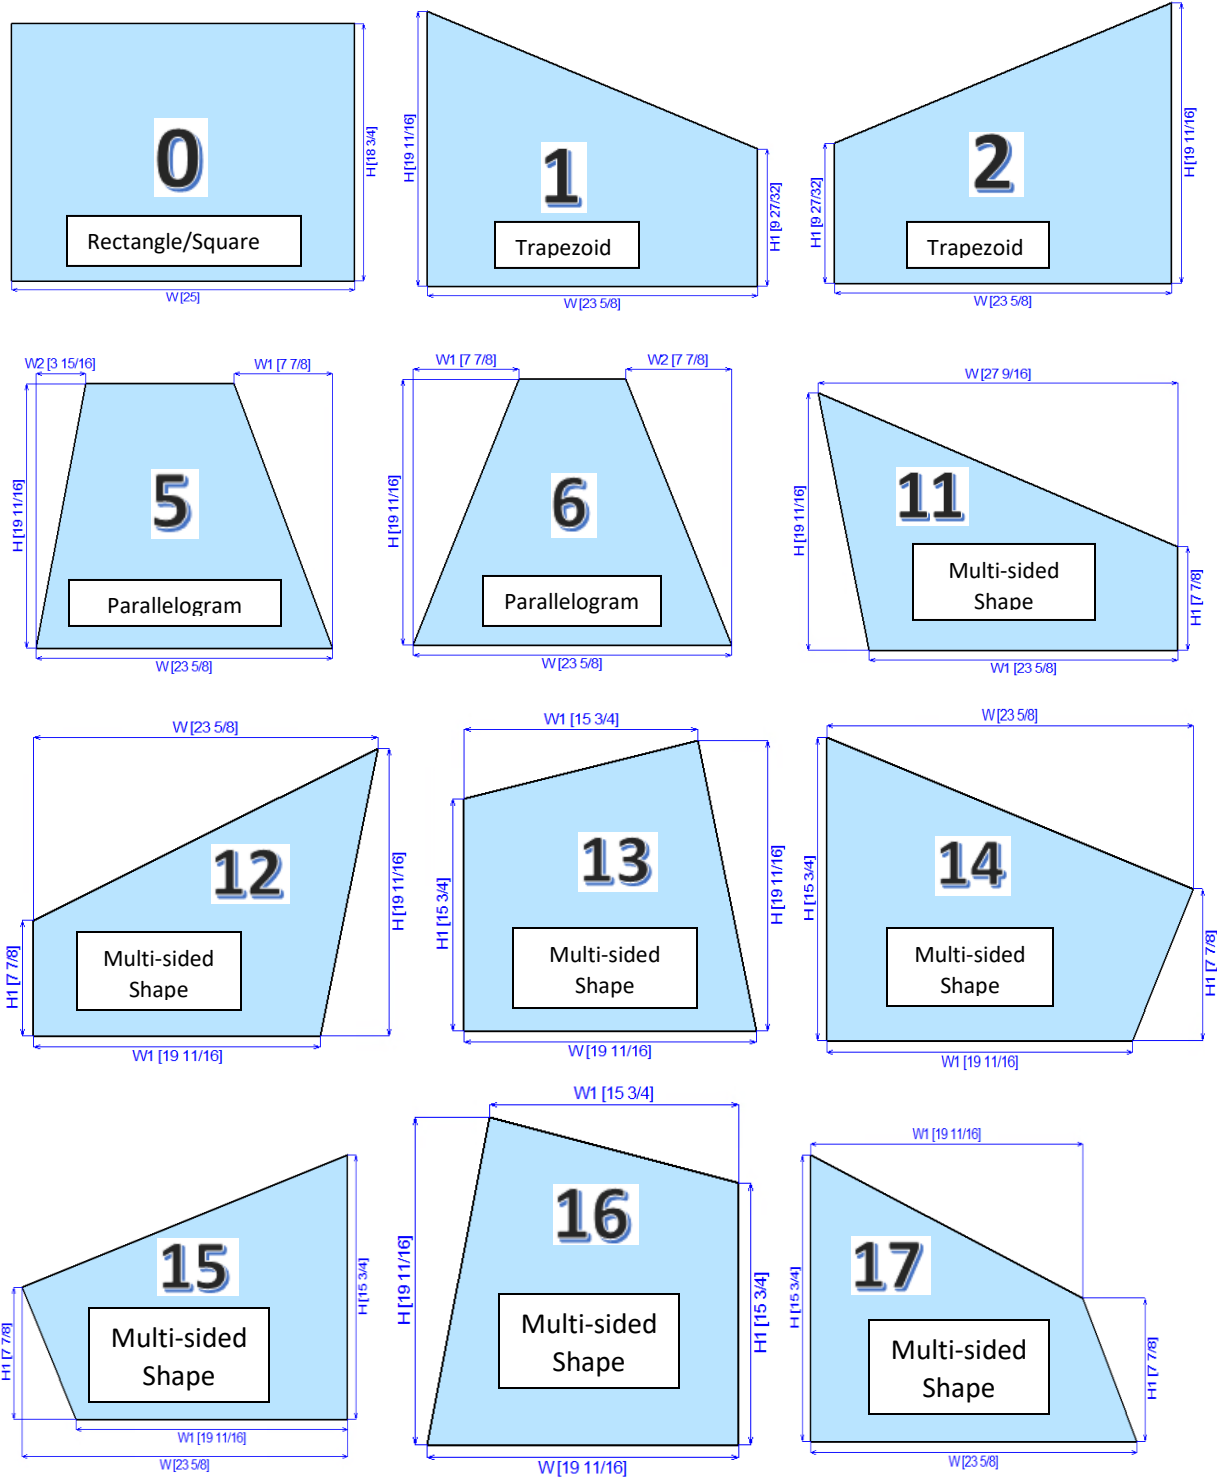 0
Rectangle/Square
H [18 3/4]
W [25]
H [19 11/16]
1
Trapezoid
H1 [9 27/32]
W [23 5/8]
H1 [9 27/32]
2
Trapezoid
H [19 11/16]
W [23 5/8]
W2 [3 15/16]
W1 [7 7/8]
H [19 11/16]
5
Parallelogram
W [23 5/8]
W1 [7 7/8]
W2 [7 7/8]
H [19 11/16]
6
Parallelogram
W [23 5/8]
W [27 9/16]
H [19 11/16]
11
Multi-sided
Shape
H1 [7 7/8]
W1 [23 5/8]
W [23 5/8]
12
H [19 11/16]
H1 [7 7/8]
Multi-sided
Shape
W1 [19 11/16]
W1 [15 3/4]
13
H [19 11/16]
H1 [15 3/4]
Multi-sided
Shape
W [19 11/16]
W [23 5/8]
H [15 3/4]
14
Multi-sided
Shape
H1 [7 7/8]
W1 [19 11/16]
15
H [15 3/4]
H1 [7 7/8]
Multi-sided
Shape
W1 [19 11/16]
W [23 5/8]
W1 [15 3/4]
16
H [19 11/16]
H1 [15 3/4]
Multi-sided
Shape
W [19 11/16]
W1 [19 11/16]
17
H [15 3/4]
Multi-sided
Shape
H1 [7 7/8]
W [23 5/8]